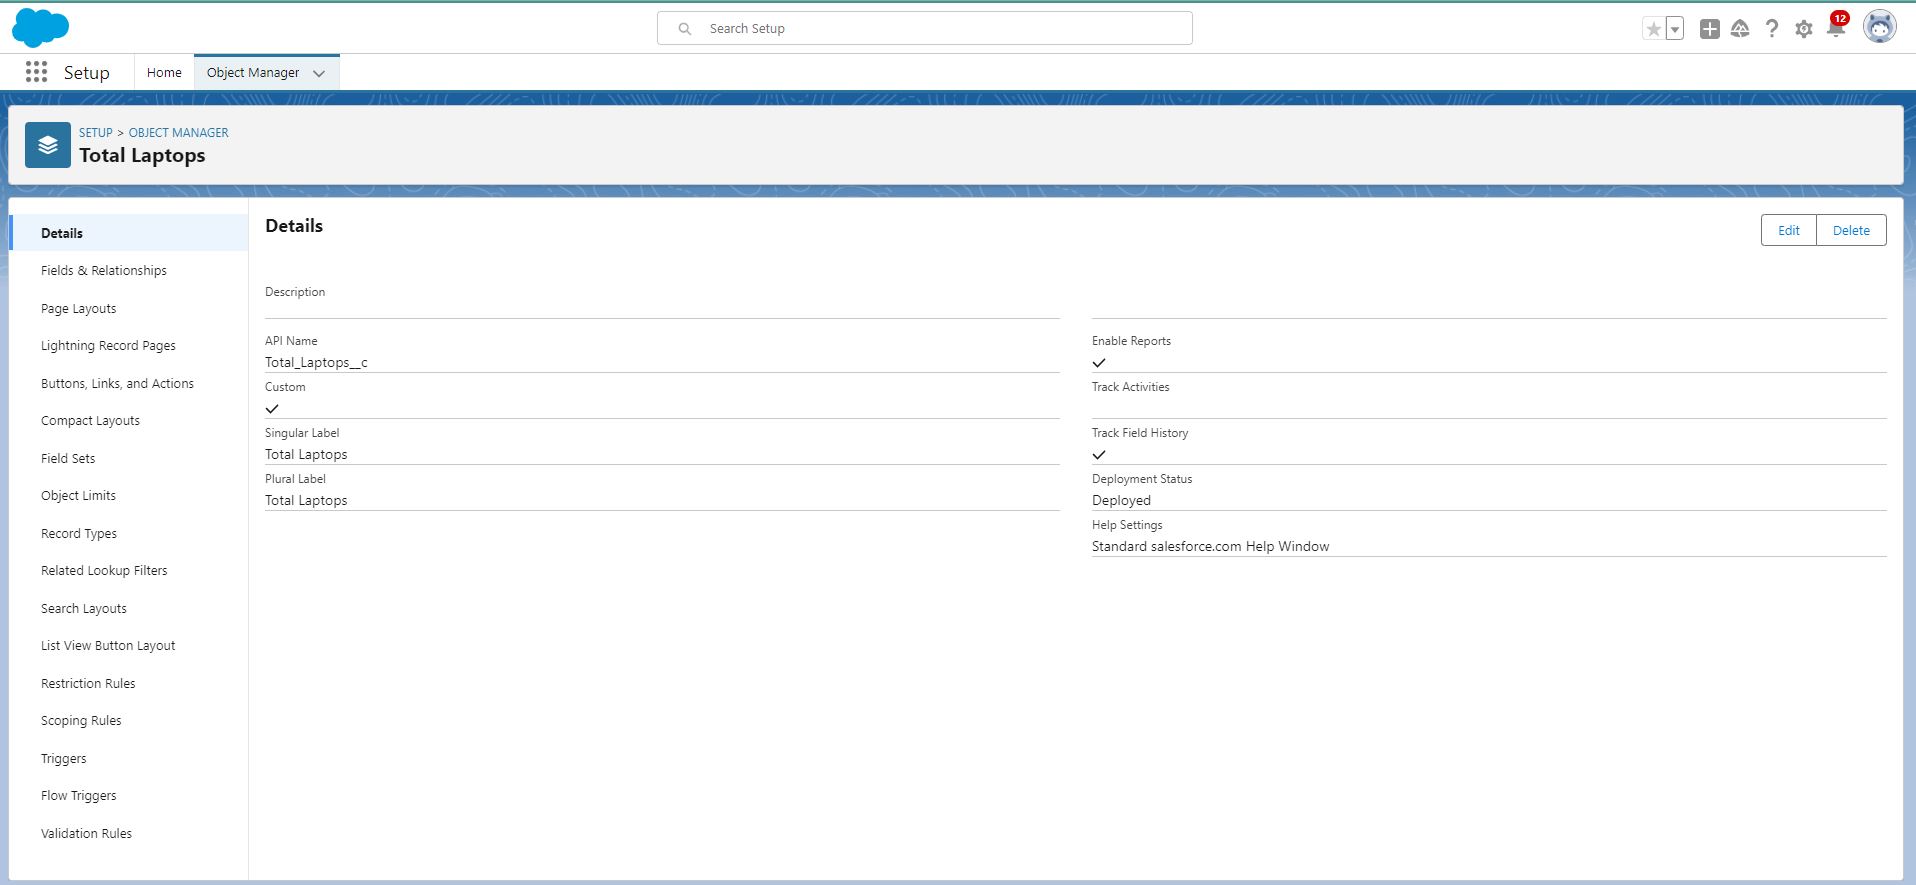 Search Setup
12
Setup
Home
Object Manager
SETUP > OBJECT MANAGER
Total Laptops
Details
Fields & Relationships
Page Layouts
Lightning Record Pages
Buttons, Links, and Actions
Compact Layouts
Field Sets
Object Limits
Record Types
Related Lookup Filters
Search Layouts
List View Button Layout
Restriction Rules
Scoping Rules
Triggers
Flow Triggers
Validation Rules
Details
Edit
Delete
Description
API Name
Total_Laptops__c
Custom
Singular Label
Total Laptops
Plural Label
Total Laptops
Enable Reports
Track Activities
Track Field History
Deployment Status
Deployed
Help Settings
Standard salesforce.com Help Window